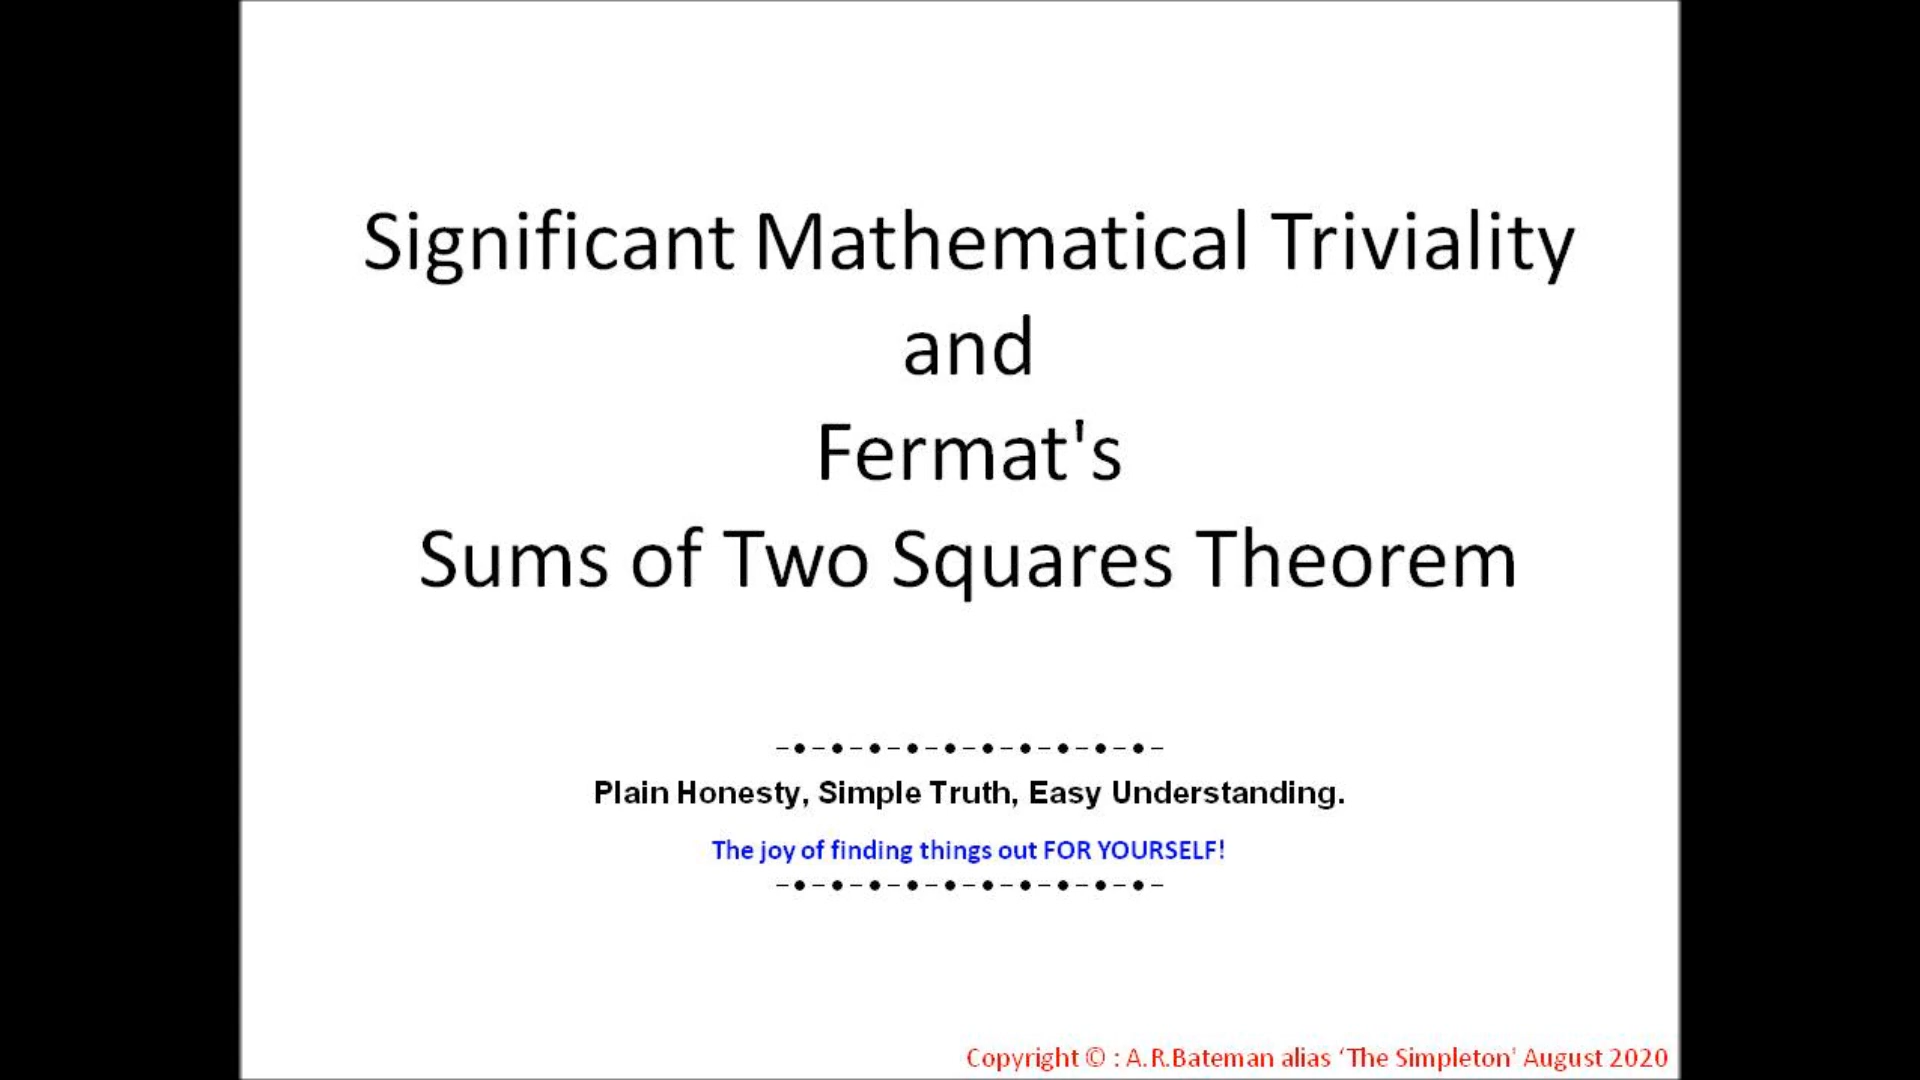 Significant Mathematical Triviality
and
Fermat's
Sums of Two Squares Theorem
–•–•–•–•–•–•–•–•–•–•–
Plain Honesty, Simple Truth, Easy Understanding.
The joy of finding things out FOR YOURSELF!
–•–•–•–•–•–•–•–•–•–•–
Copyright © : A.R.Bateman alias ‘The Simpleton' August 2020